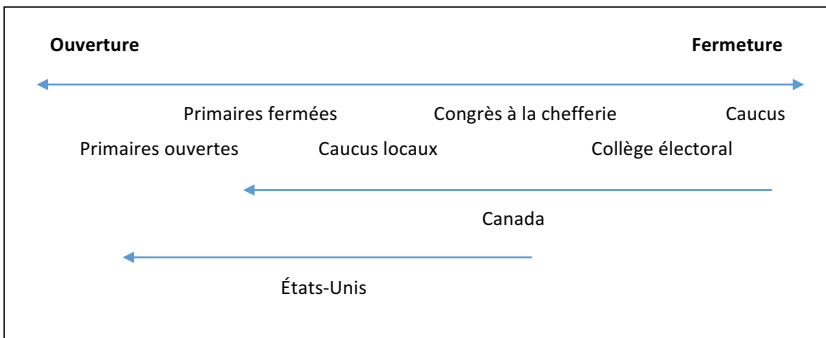 Ouverture Fermeture
Primaires fermées Congrès à la chefferie Caucus
Primaires ouvertes Caucus locaux Collège électoral
Canada
États-Unis